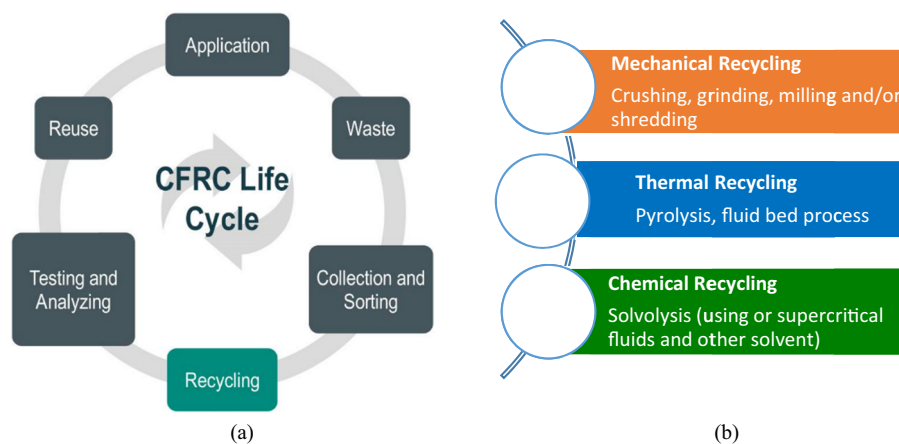 Application
Reuse
Waste
CFRC Life
Cycle
Testing and
Analyzing
Collection and
Sorting
Recycling
(a)
Mechanical Recycling
Crushing, grinding, milling and/or
shredding
Thermal Recycling
Pyrolysis, fluid bed process
Chemical Recycling
Solvolysis (using or supercritical
fluids and other solvent)
(b)